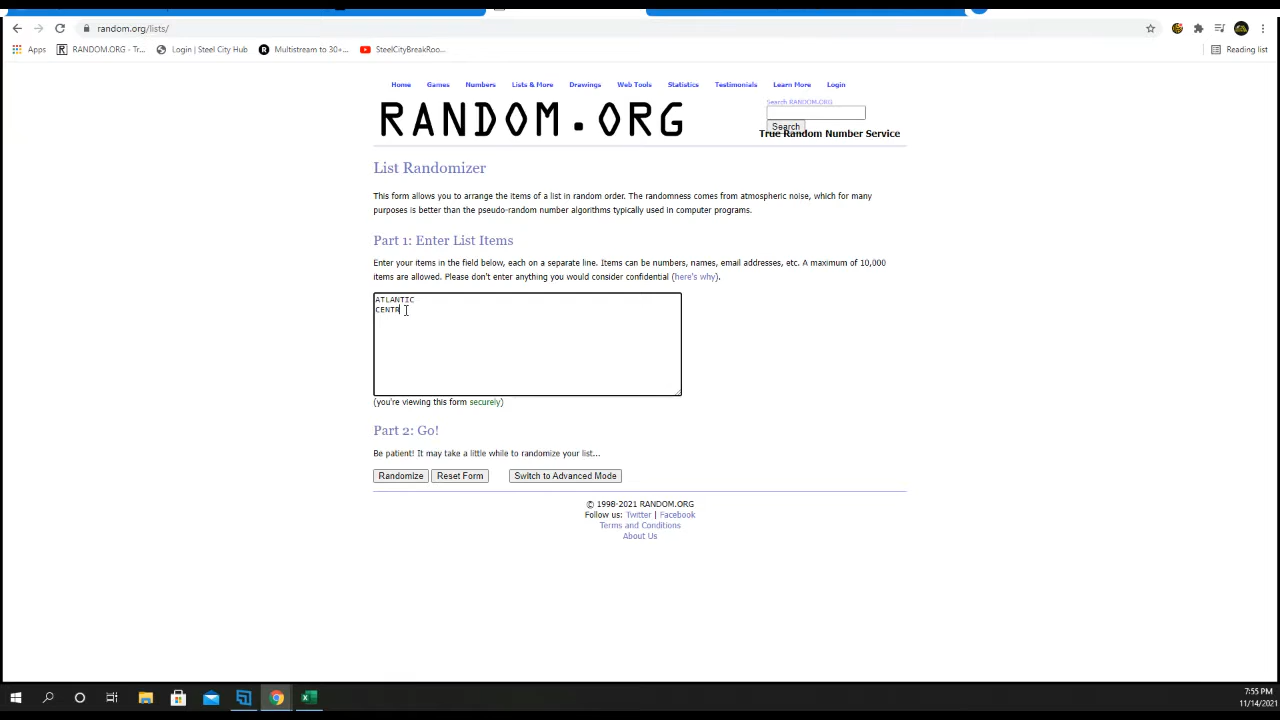 random.org/lists/
Apps RANDOM.ORG - Tr... Login | Steel City Hub Multistream to 30+... SteelCityBreakRoo... Reading list
Home Games Numbers Lists & More Drawings Web Tools Statistics Testimonials Learn More Login
RANDOM.ORG
Search RANDOM.ORG
Search
True Random Number Service
List Randomizer
This form allows you to arrange the items of a list in random order. The randomness comes from atmospheric noise, which for many
purposes is better than the pseudo-random number algorithms typically used in computer programs.
Part 1: Enter List Items
Enter your items in the field below, each on a separate line. Items can be numbers, names, email addresses, etc. A maximum of 10,000
items are allowed. Please don't enter anything you would consider confidential (here's why).
ATLANTIC
CENTR
(you're viewing this form securely)
Part 2: Go!
Be patient! It may take a little while to randomize your list...
Randomize Reset Form Switch to Advanced Mode
© 1998-2021 RANDOM.ORG
Follow us: Twitter | Facebook
Terms and Conditions
About Us
7:55 PM
11/14/2021